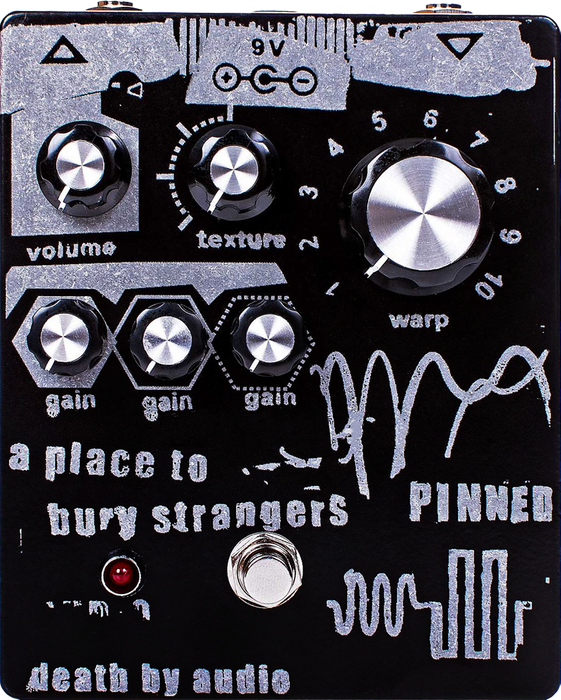 9V
+ C −
volume
texture
1 2 3 4 5 6 7 8 9 10
warp
gain gain gain
a place to
bury strangers
PINNED
death by audio